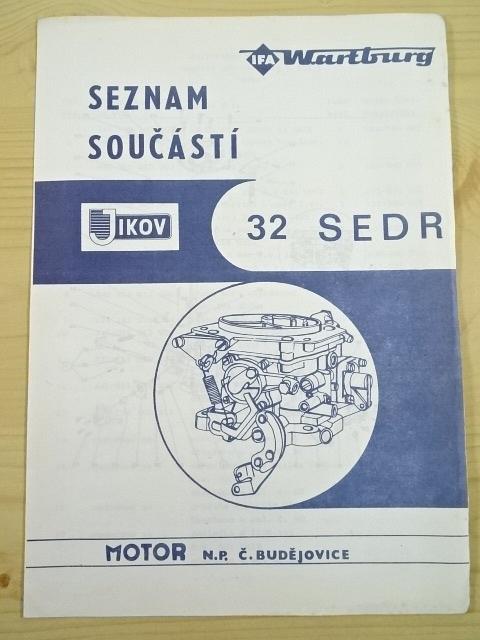 IFA Wartburg
SEZNAM
SOUČÁSTÍ
JIKOV
32 SEDR
MOTOR N.P. Č. BUDĚJOVICE